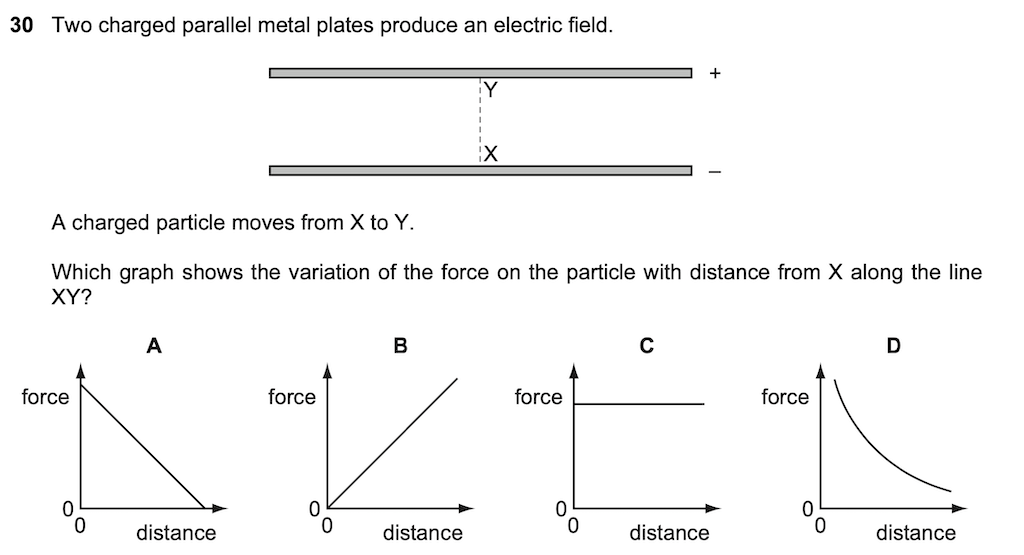 30 Two charged parallel metal plates produce an electric field.
+
Y
X
–
A charged particle moves from X to Y.
Which graph shows the variation of the force on the particle with distance from X along the line
XY?
A B C D
force force force force
0 0 0 0
0 0 0 0
distance distance distance distance